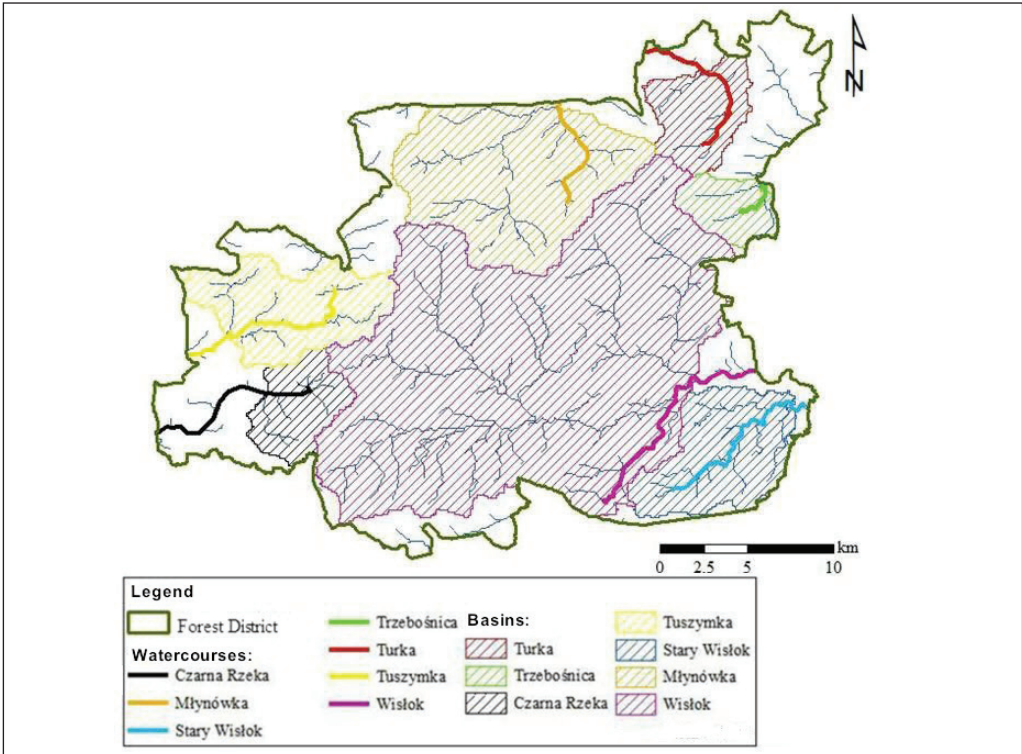 N
km
0 2.5 5 10
Legend
Forest District
Watercourses:
Czarna Rzeka
Młynówka
Stary Wisłok
Trzebośnica
Turka
Tuszymka
Wisłok
Basins:
Turka
Trzebośnica
Czarna Rzeka
Tuszymka
Stary Wisłok
Młynówka
Wisłok